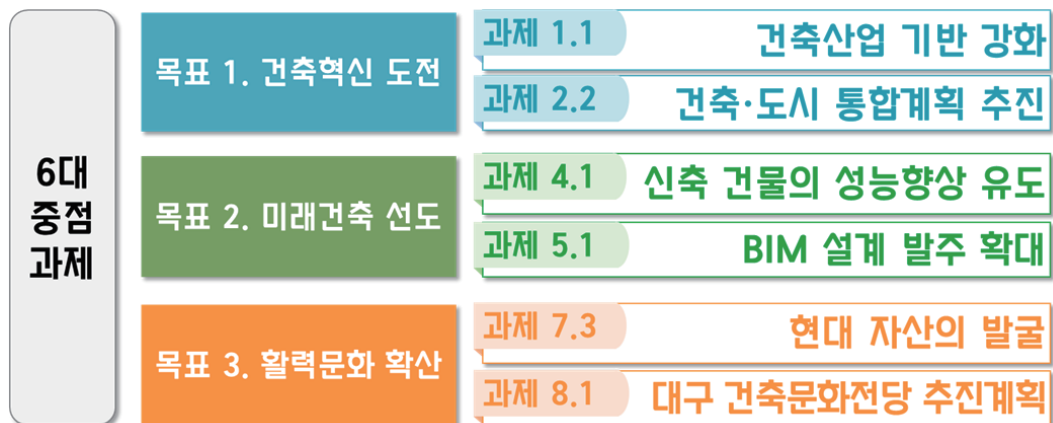 6대
중점
과제
목표 1. 건축혁신 도전
과제 1.1
건축산업 기반 강화
과제 2.2
건축·도시 통합계획 추진
목표 2. 미래건축 선도
과제 4.1
신축 건물의 성능향상 유도
과제 5.1
BIM 설계 발주 확대
목표 3. 활력문화 확산
과제 7.3
현대 자산의 발굴
과제 8.1
대구 건축문화전당 추진계획